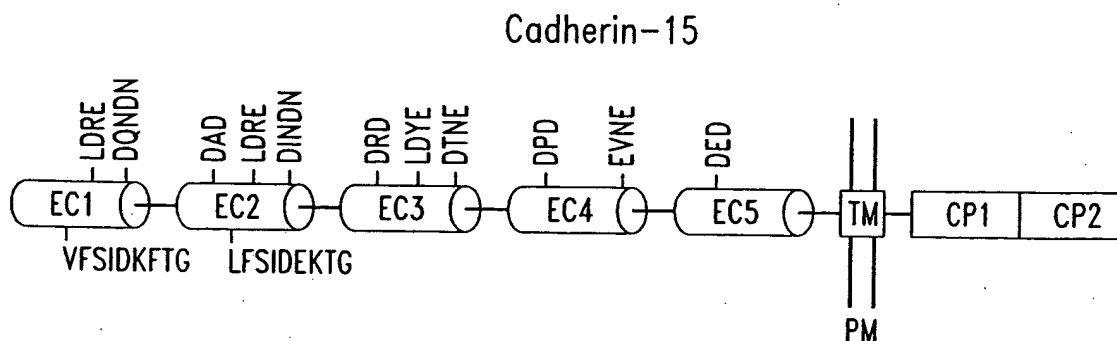 Cadherin-15
LDRE
DQNDN
DAD
LDRE
DINDN
DRD
LDYE
DTNE
DPD
EVNE
DED
EC1
EC2
EC3
EC4
EC5
TM
CP1
CP2
VFSIDKFTG
LFSIDEKTG
PM